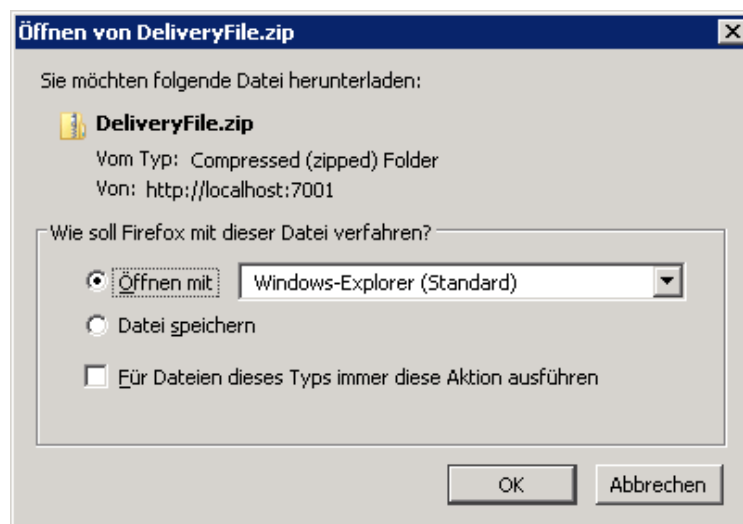 Öffnen von DeliveryFile.zip
Sie möchten folgende Datei herunterladen:
DeliveryFile.zip
Vom Typ: Compressed (zipped) Folder
Von: http://localhost:7001
Wie soll Firefox mit dieser Datei verfahren?
Öffnen mit Windows-Explorer (Standard)
Datei speichern
Für Dateien dieses Typs immer diese Aktion ausführen
OK Abbrechen